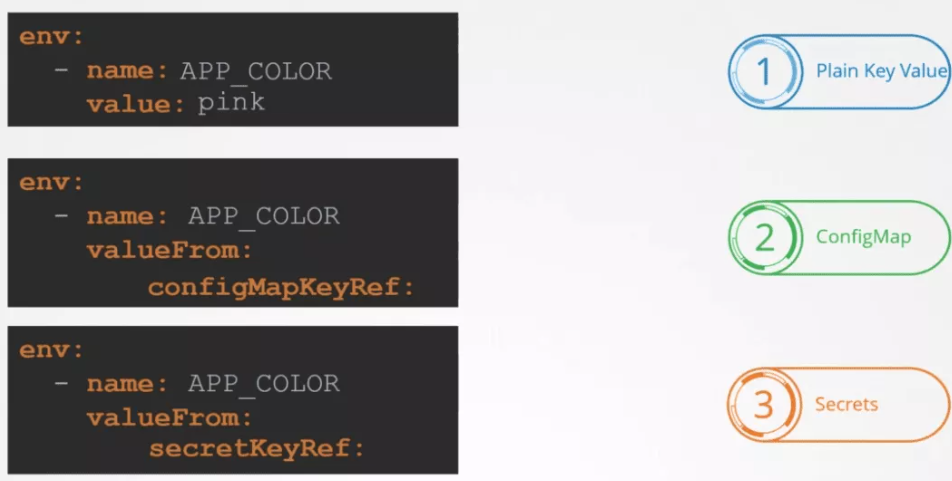 env:
- name: APP_COLOR
value: pink
1 Plain Key Value
env:
- name: APP_COLOR
valueFrom:
configMapKeyRef:
2 ConfigMap
env:
- name: APP_COLOR
valueFrom:
secretKeyRef:
3 Secrets